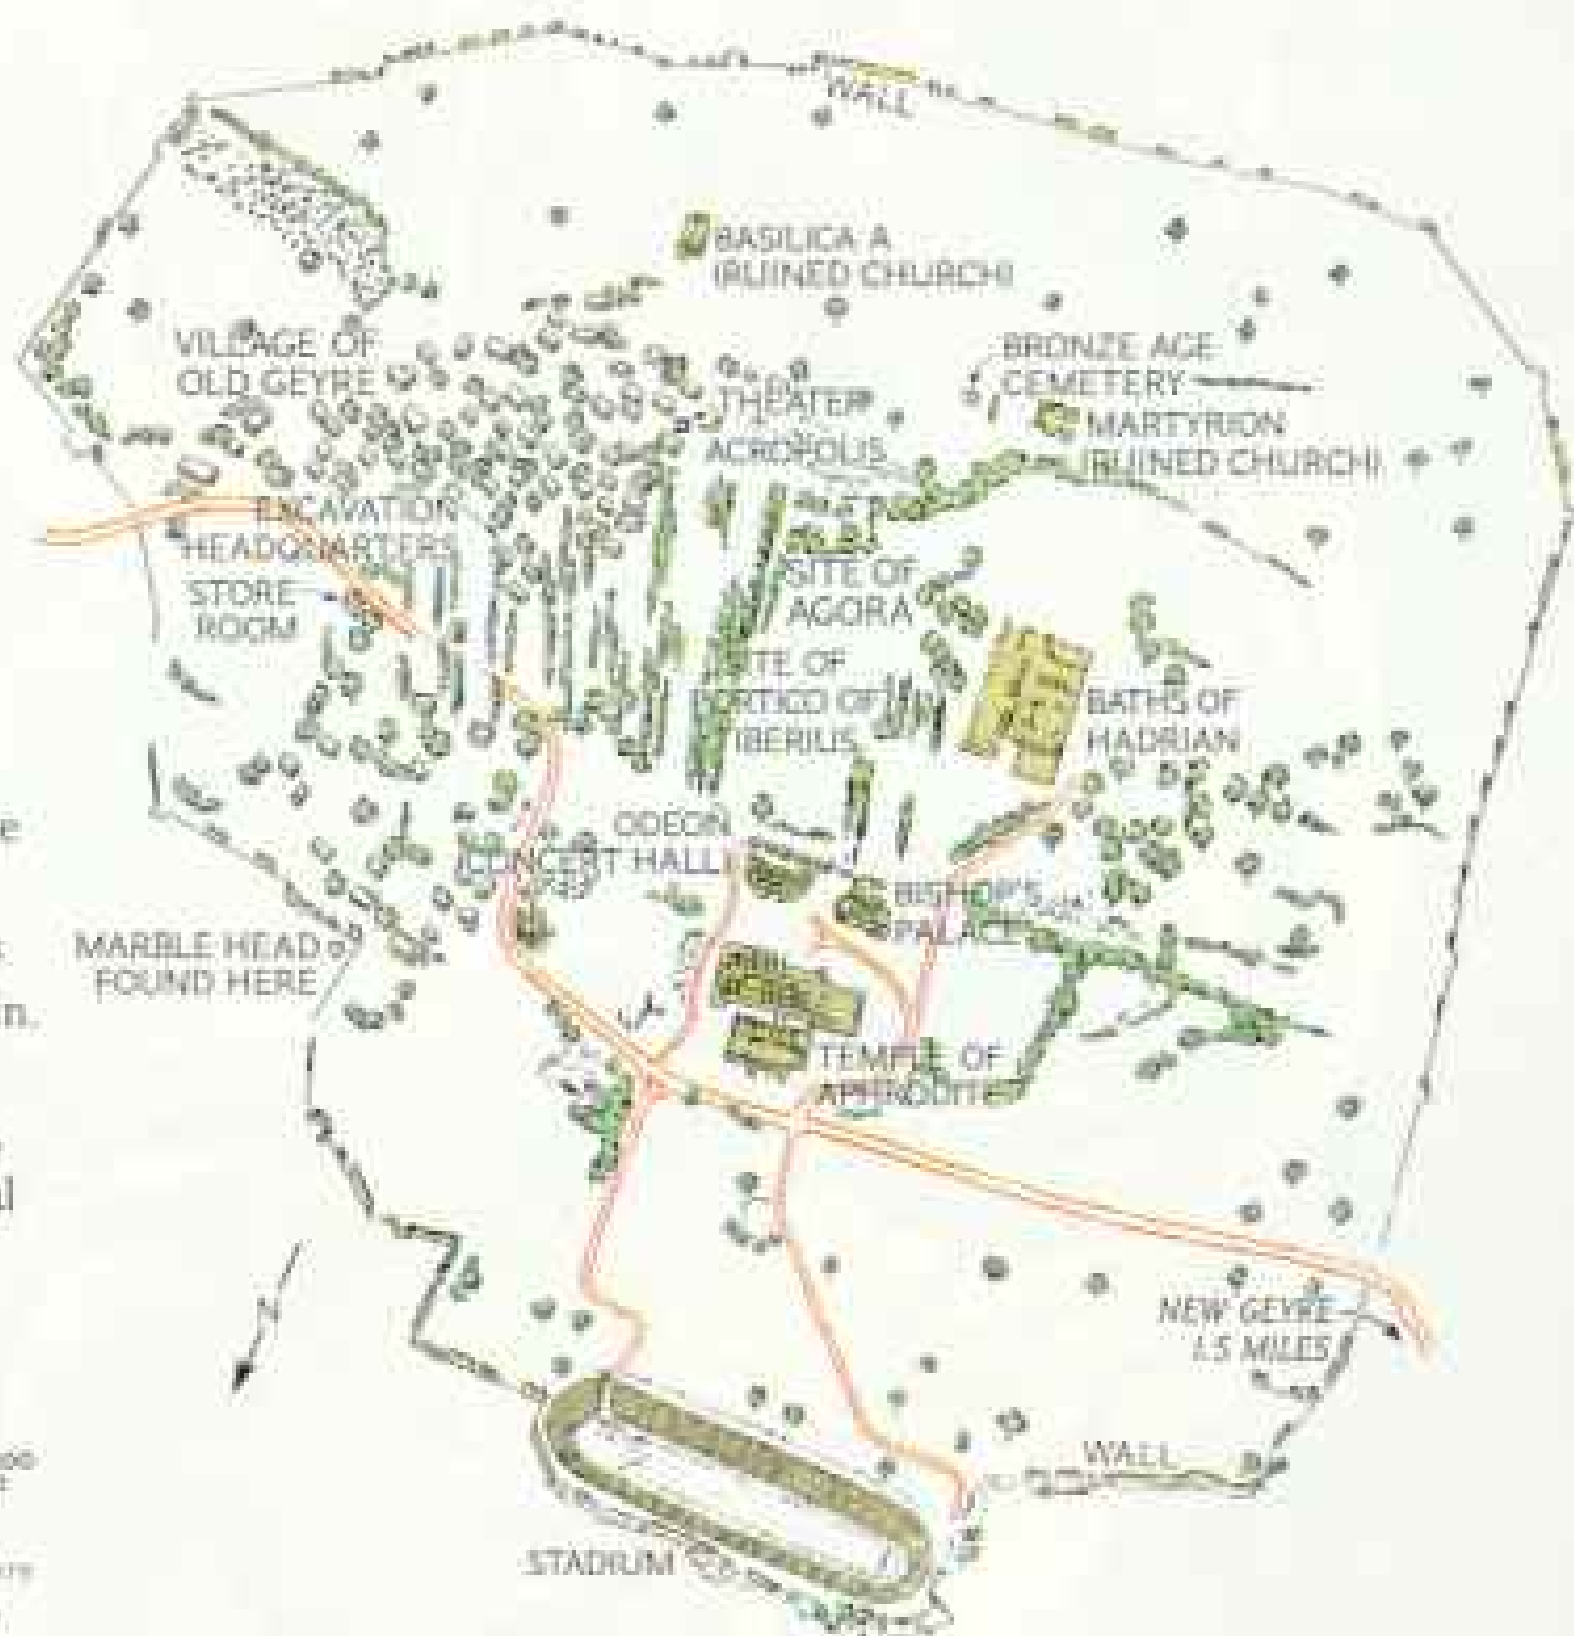 WALL
BASILICA A
(RUINED CHURCH)
VILLAGE OF
OLD GEYRE
BRONZE AGE
CEMETERY
THEATER
ACROPOLIS
MARTYRION
(RUINED CHURCH)
EXCAVATION
HEADQUARTERS
STORE
ROOM
SITE OF
AGORA
SITE OF
PORTICO OF
TIBERIUS
BATHS OF
HADRIAN
ODEON
CONCERT HALL
BISHOP'S
PALACE
MARBLE HEAD
FOUND HERE
TEMPLE OF
APHRODITE
N
NEW GEYRE
1.5 MILES
WALL
STADIUM